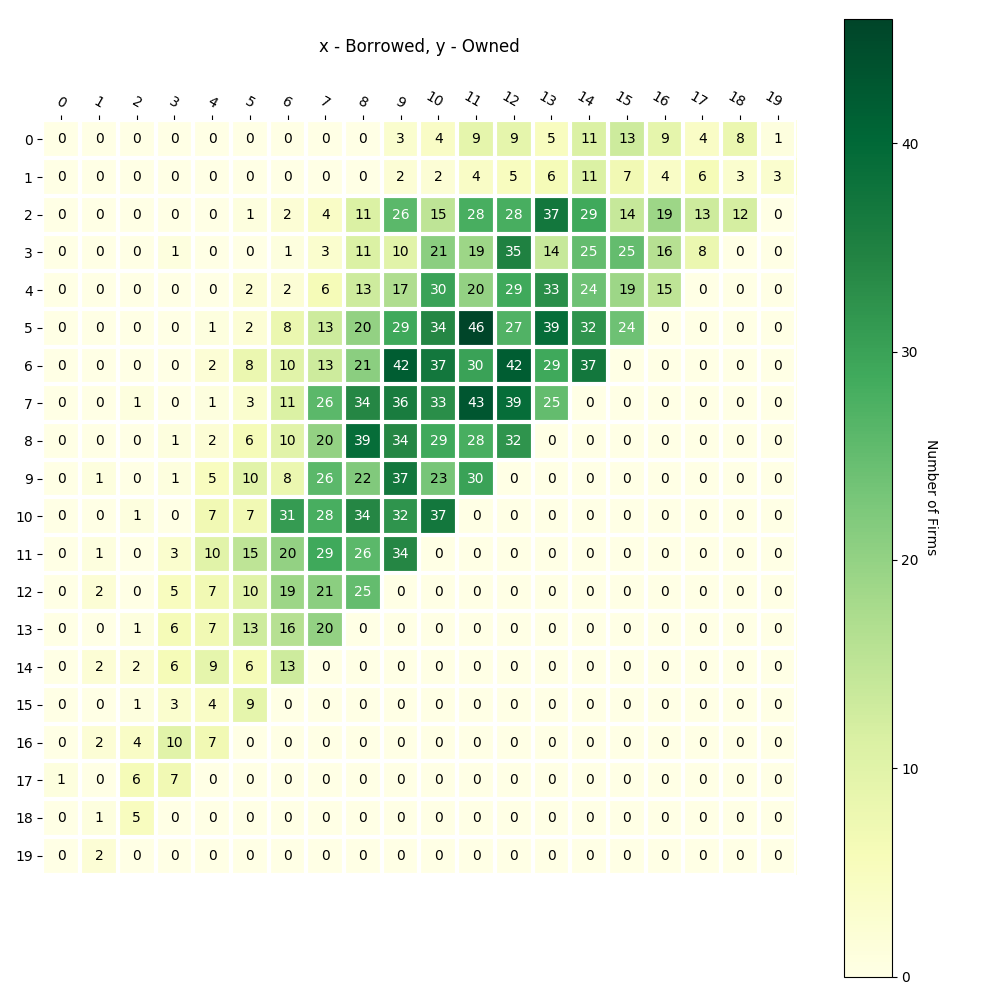 x - Borrowed, y - Owned
0 1 2 3 4 5 6 7 8 9 10 11 12 13 14 15 16 17 18 19
0 0 0 0 0 0 0 0 0 0 3 4 9 9 5 11 13 9 4 8 1
1 0 0 0 0 0 0 0 0 0 2 2 4 5 6 11 7 4 6 3 3
2 0 0 0 0 0 1 2 4 11 26 15 28 28 37 29 14 19 13 12 0
3 0 0 0 1 0 0 1 3 11 10 21 19 35 14 25 25 16 8 0 0
4 0 0 0 0 0 2 2 6 13 17 30 20 29 33 24 19 15 0 0 0
5 0 0 0 0 1 2 8 13 20 29 34 46 27 39 32 24 0 0 0 0
6 0 0 0 0 2 8 10 13 21 42 37 30 42 29 37 0 0 0 0 0
7 0 0 1 0 1 3 11 26 34 36 33 43 39 25 0 0 0 0 0 0
8 0 0 0 1 2 6 10 20 39 34 29 28 32 0 0 0 0 0 0 0
9 0 1 0 1 5 10 8 26 22 37 23 30 0 0 0 0 0 0 0 0
10 0 0 1 0 7 7 31 28 34 32 37 0 0 0 0 0 0 0 0 0
11 0 1 0 3 10 15 20 29 26 34 0 0 0 0 0 0 0 0 0 0
12 0 2 0 5 7 10 19 21 25 0 0 0 0 0 0 0 0 0 0 0
13 0 0 1 6 7 13 16 20 0 0 0 0 0 0 0 0 0 0 0 0
14 0 2 2 6 9 6 13 0 0 0 0 0 0 0 0 0 0 0 0 0
15 0 0 1 3 4 9 0 0 0 0 0 0 0 0 0 0 0 0 0 0
16 0 2 4 10 7 0 0 0 0 0 0 0 0 0 0 0 0 0 0 0
17 1 0 6 7 0 0 0 0 0 0 0 0 0 0 0 0 0 0 0 0
18 0 1 5 0 0 0 0 0 0 0 0 0 0 0 0 0 0 0 0 0
19 0 2 0 0 0 0 0 0 0 0 0 0 0 0 0 0 0 0 0 0
40
30
20
10
0
Number of Firms